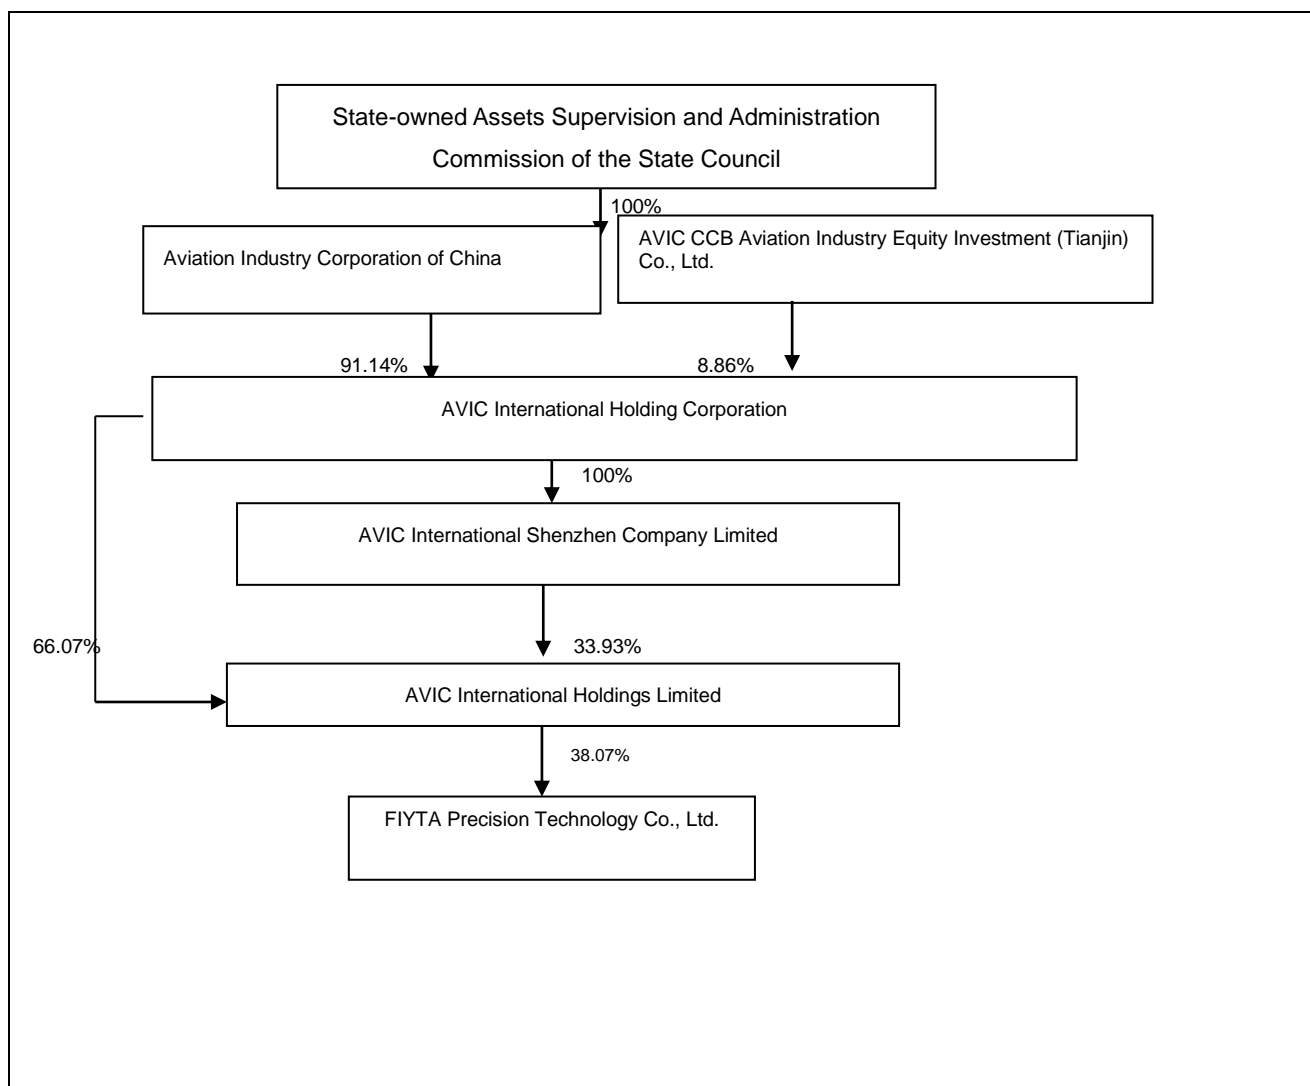 State-owned Assets Supervision and Administration
Commission of the State Council
100%
Aviation Industry Corporation of China
AVIC CCB Aviation Industry Equity Investment (Tianjin)
Co., Ltd.
91.14%
8.86%
AVIC International Holding Corporation
100%
AVIC International Shenzhen Company Limited
66.07%
33.93%
AVIC International Holdings Limited
38.07%
FIYTA Precision Technology Co., Ltd.